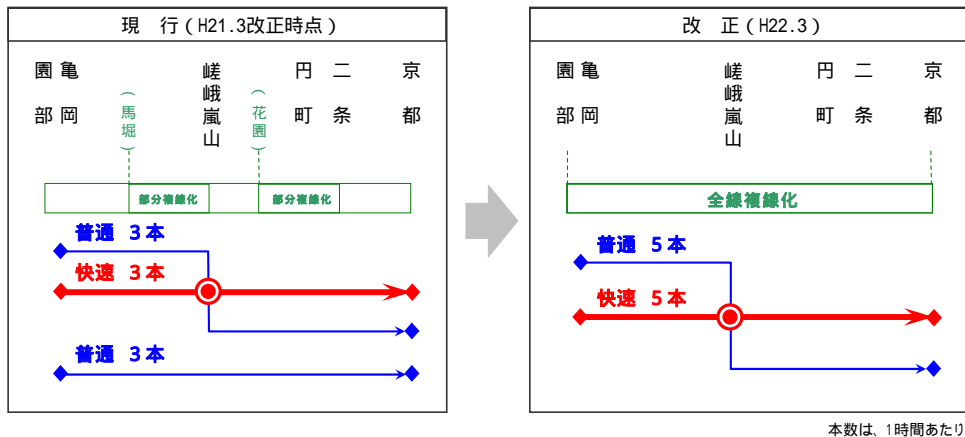 現　行（H21.3改正時点）
園部
亀岡
（馬堀）
嵯峨嵐山
（花園）
円町
二条
京都
部分複線化
部分複線化
普通 3本
快速 3本
普通 3本
改　正（H22.3）
園部
亀岡
嵯峨嵐山
円町
二条
京都
全線複線化
普通 5本
快速 5本
本数は、1時間あたり